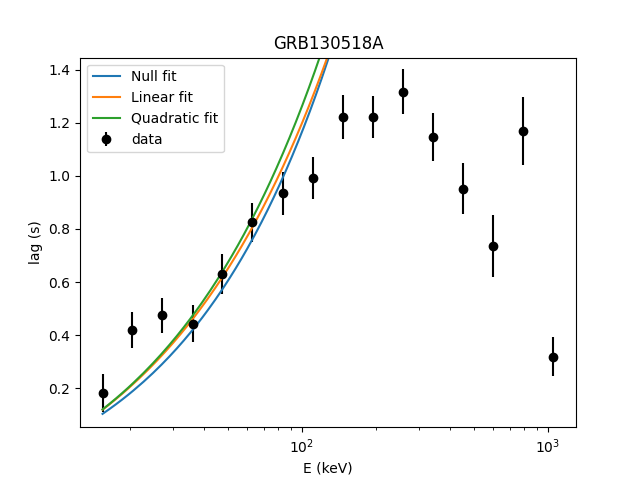 GRB130518A
Null fit
Linear fit
Quadratic fit
data
1.4
1.2
1.0
0.8
0.6
0.4
0.2
lag (s)
10² 10³
E (keV)